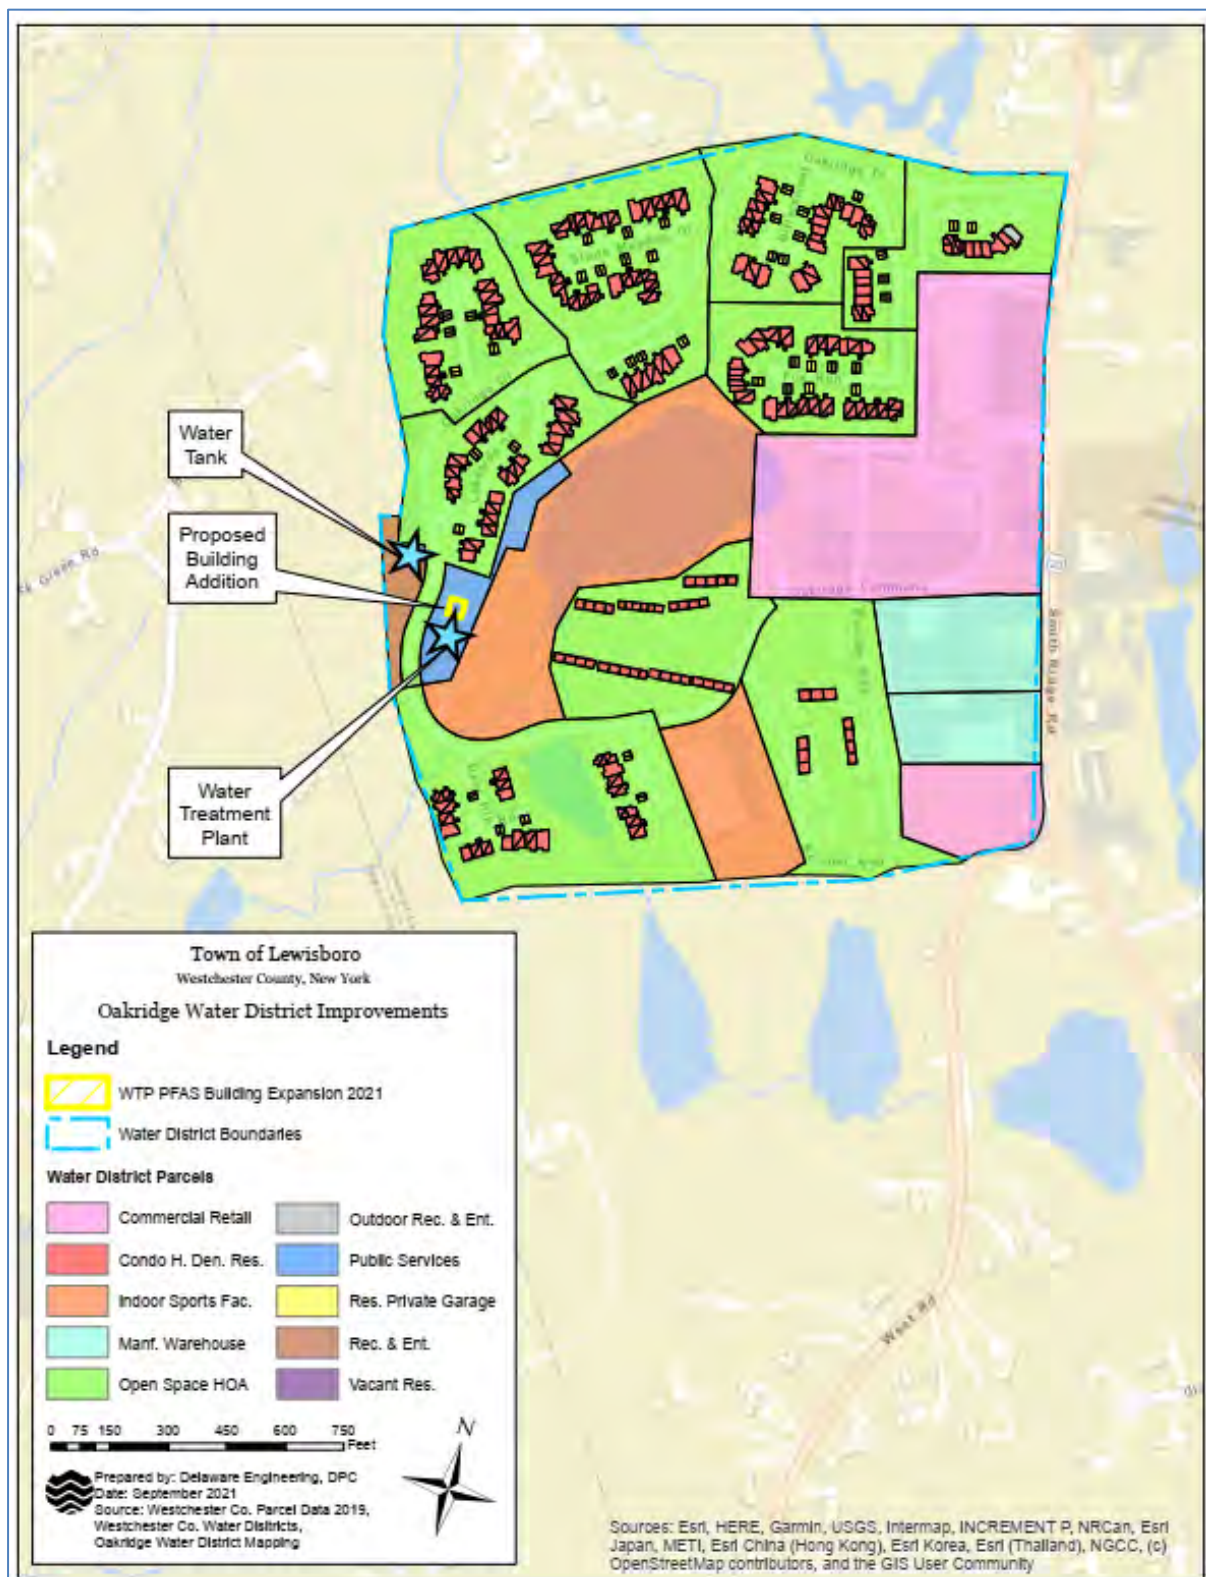 Oakridge Dr
Water
Tank
Proposed
Building
Addition
Water
Treatment
Plant
Green Rd
South Ridge Rd
West Rd
Town of Lewisboro
Westchester County, New York
Oakridge Water District Improvements
Legend
WTP PFAS Building Expansion 2021
Water District Boundaries
Water District Parcels
Commercial Retail
Outdoor Rec. & Ent.
Condo H. Den. Res.
Public Services
Indoor Sports Fac.
Res. Private Garage
Manf. Warehouse
Rec. & Ent.
Open Space HOA
Vacant Res.
0 75 150 300 450 600 750
Feet
N
Prepared by: Delaware Engineering, DPC
Date: September 2021
Source: Westchester Co. Parcel Data 2019,
Westchester Co. Water Districts,
Oakridge Water District Mapping
Sources: Esri, HERE, Garmin, USGS, Intermap, INCREMENT P, NRCan, Esri
Japan, METI, Esri China (Hong Kong), Esri Korea, Esri (Thailand), NGCC, (c)
OpenStreetMap contributors, and the GIS User Community